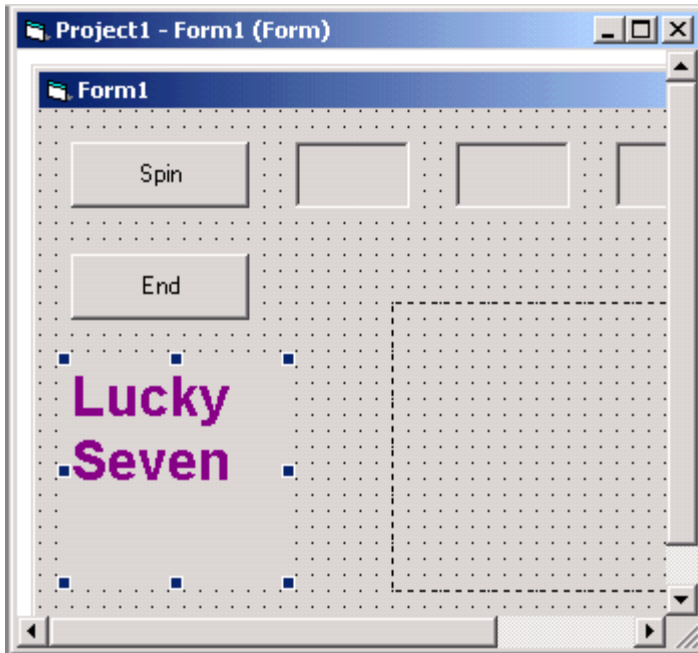 Project1 - Form1 (Form)
Form1
Spin
End
Lucky
Seven